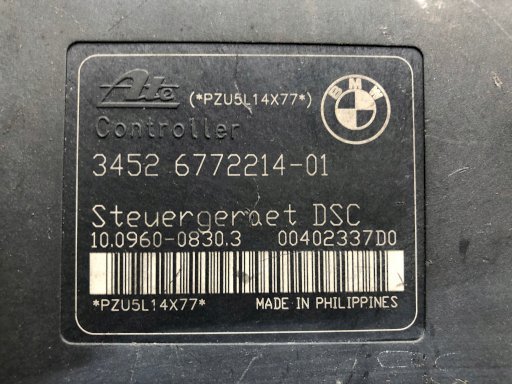 Ate (*PZU5L14X77*) BMW
Controller
3452 6772214-01
Steuergeraet DSC
10.0960-0830.3 00402337D0
*PZU5L14X77* MADE IN PHILIPPINES